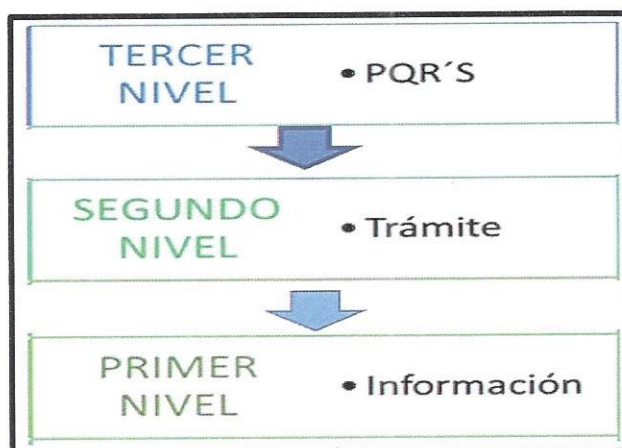 TERCER
NIVEL
• PQR´S
SEGUNDO
NIVEL
• Trámite
PRIMER
NIVEL
• Información